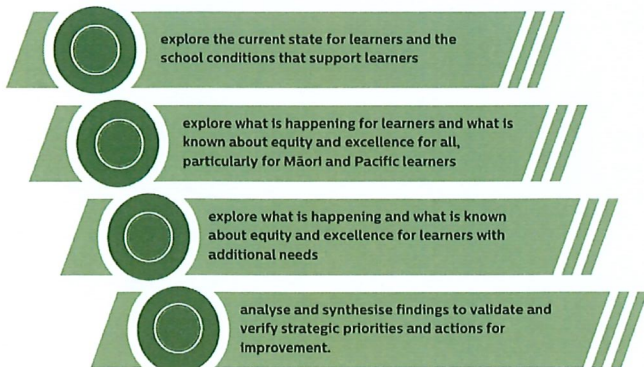 explore the current state for learners and the
school conditions that support learners
explore what is happening for learners and what is
known about equity and excellence for all,
particularly for Māori and Pacific learners
explore what is happening and what is known
about equity and excellence for learners with
additional needs
analyse and synthesise findings to validate and
verify strategic priorities and actions for
improvement.